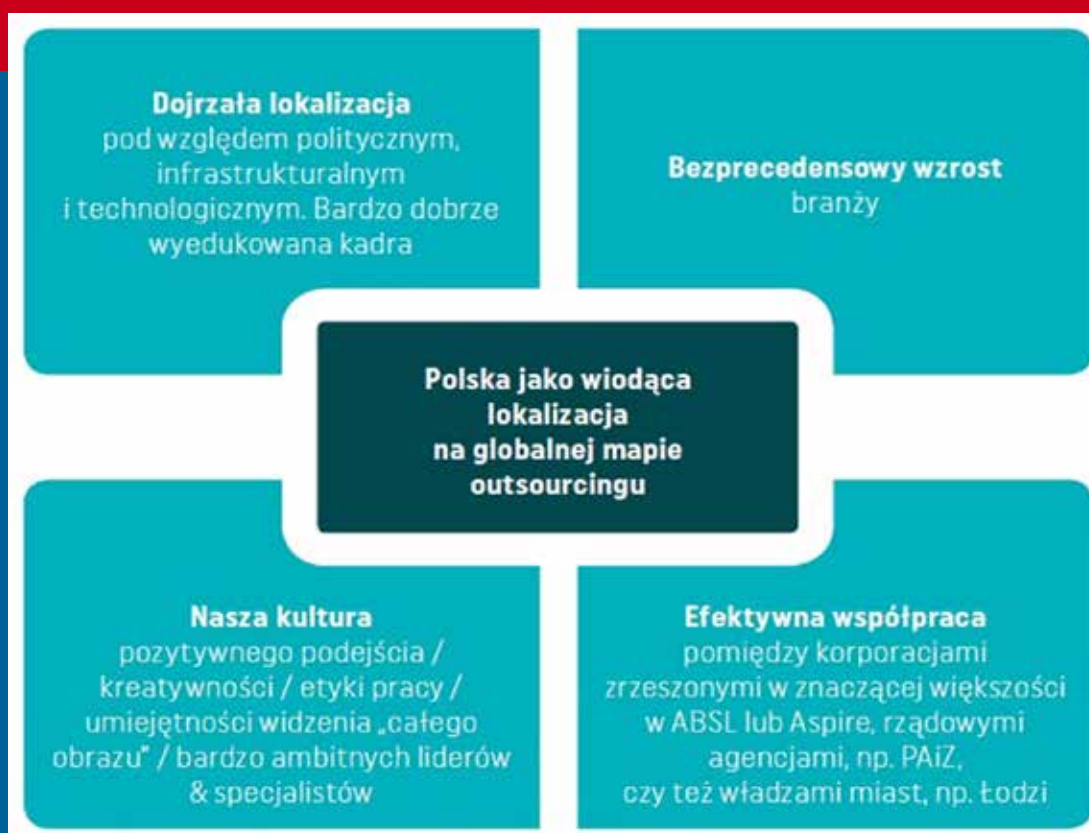 Dojrzała lokalizacja
pod względem politycznym,
infrastrukturalnym
i technologicznym. Bardzo dobrze
wyedukowana kadra
Bezprecedensowy wzrost
branży
Polska jako wiodąca
lokalizacja
na globalnej mapie
outsourcingu
Nasza kultura
pozytywnego podejścia /
kreatywności / etyki pracy /
umiejętności widzenia „całego
obrazu” / bardzo ambitnych liderów
& specjalistów
Efektywna współpraca
pomiędzy korporacjami
zrzeszonymi w znaczącej większości
w ABSL lub Aspire, rządowymi
agencjami, np. PAiZ,
czy też władzami miast, np. Łodzi